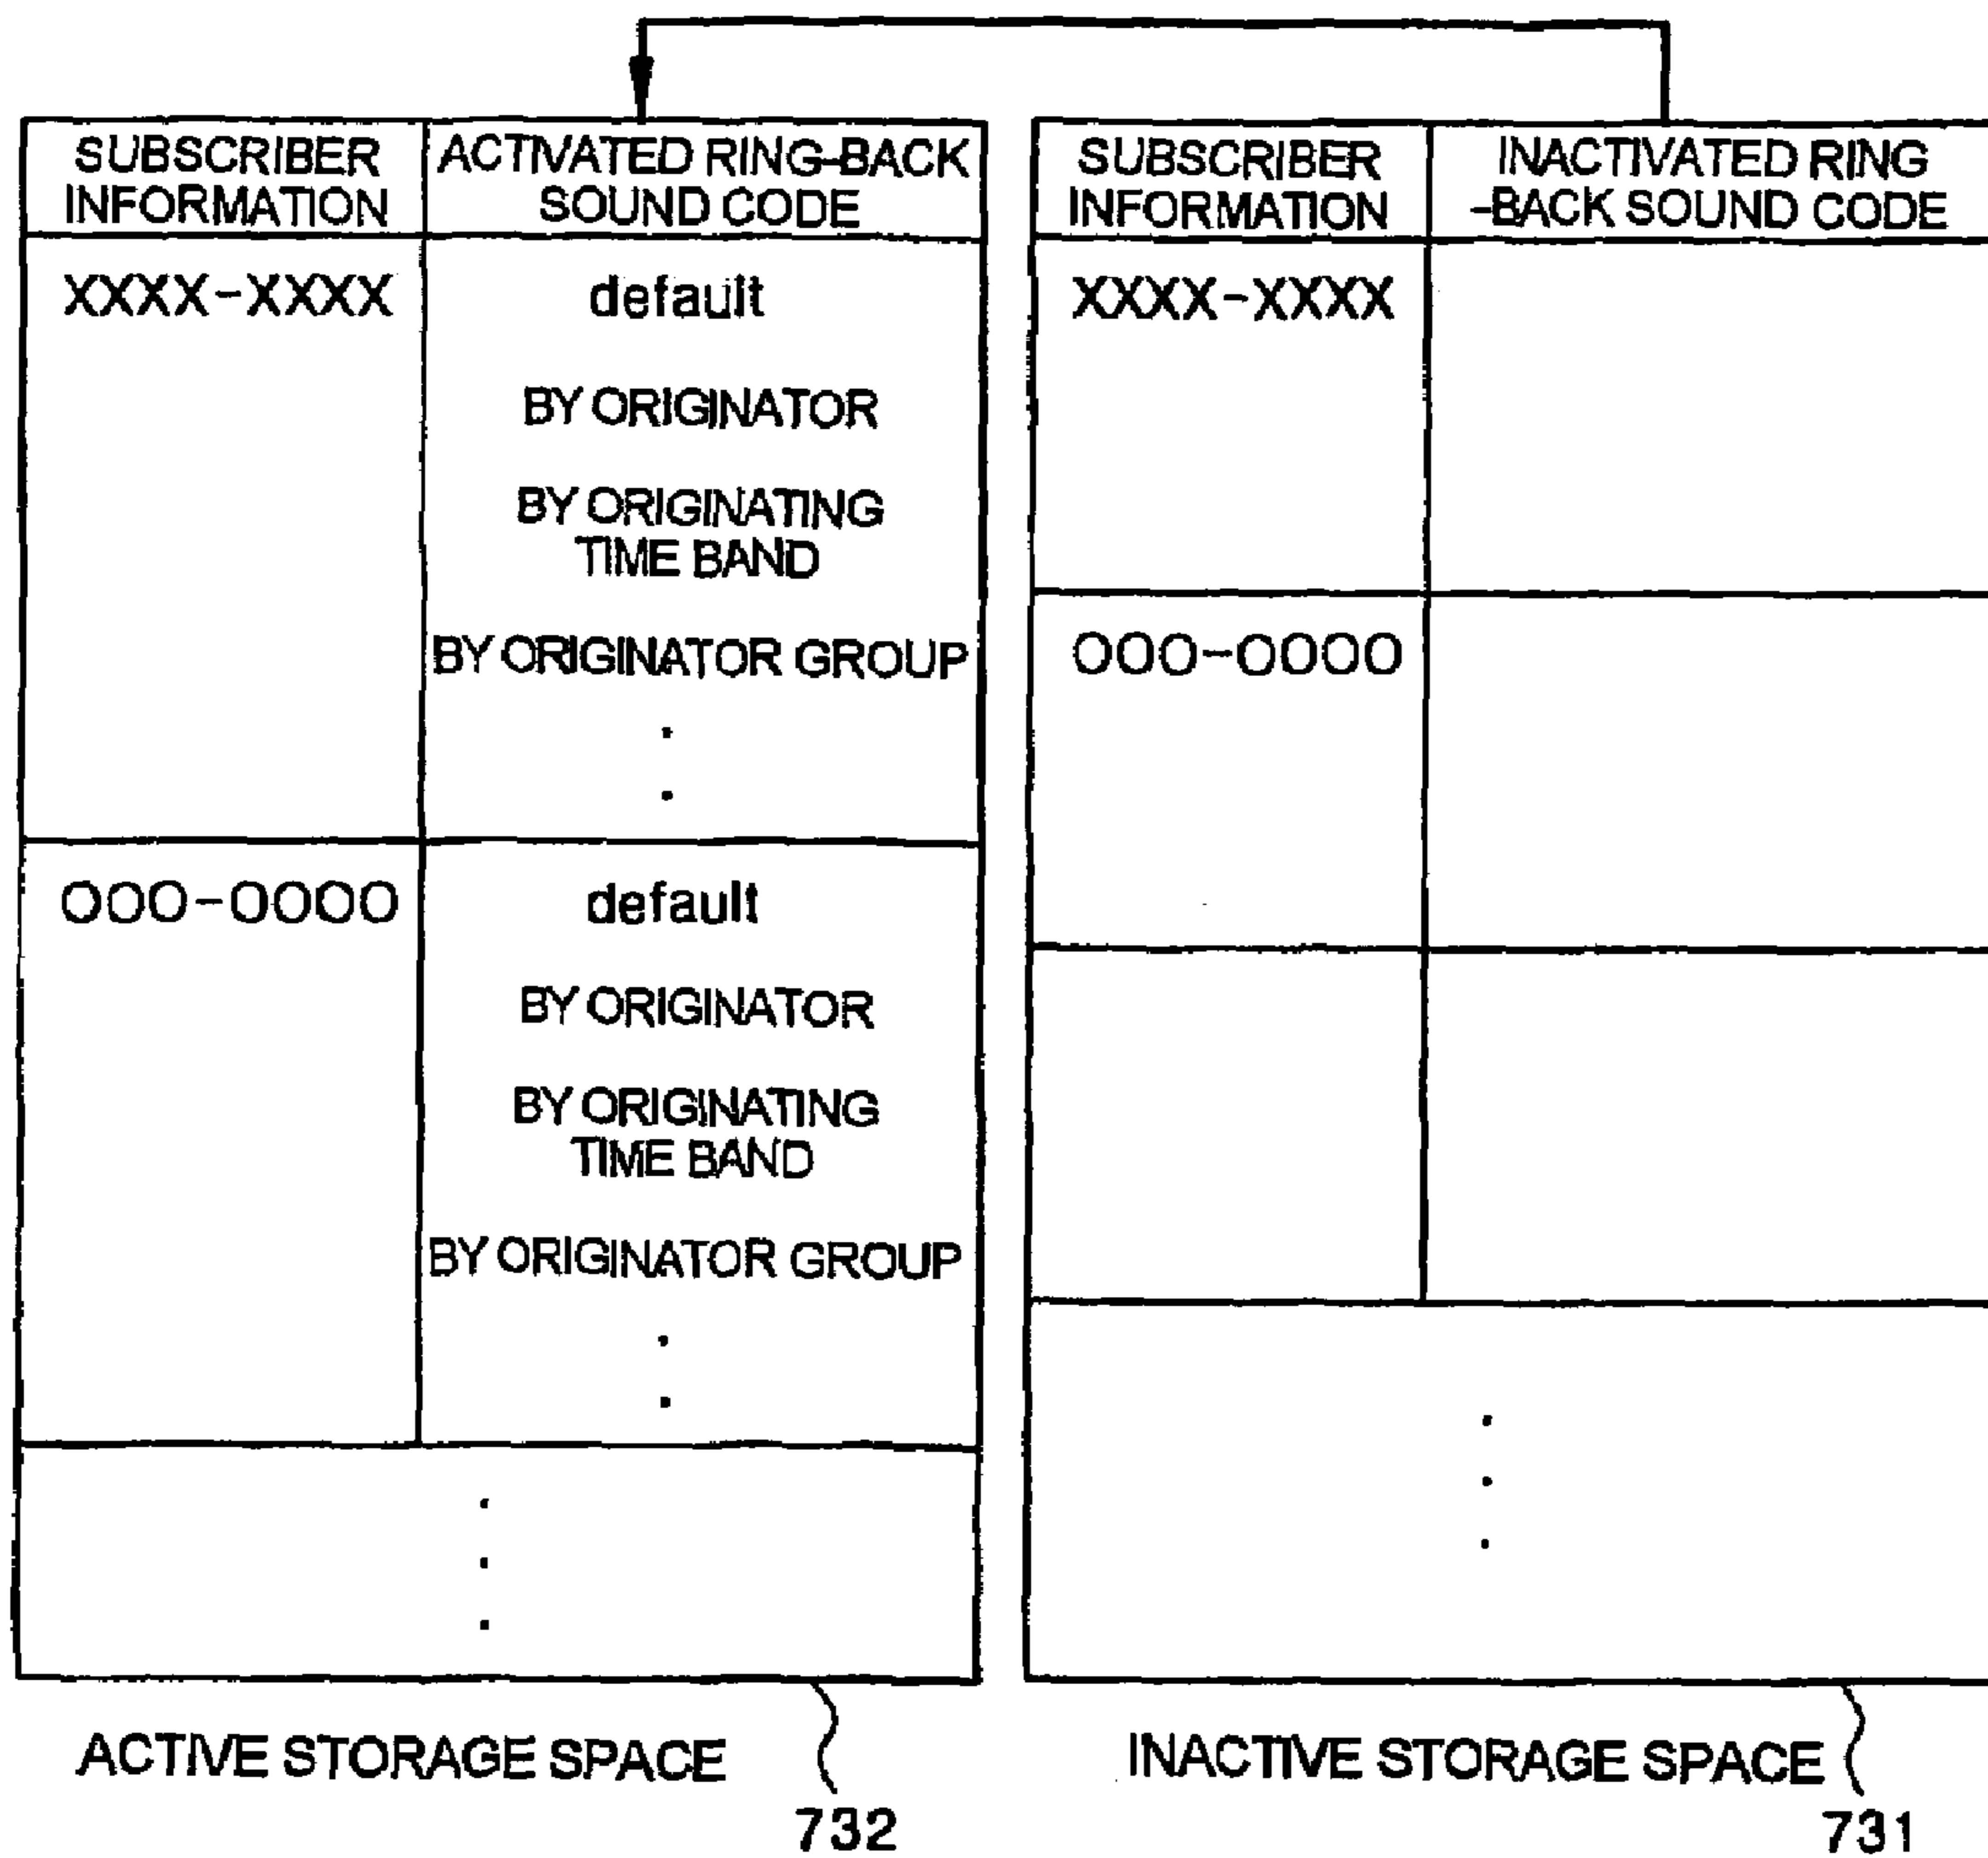 SUBSCRIBER
INFORMATION
ACTIVATED RING-BACK
SOUND CODE
XXXX-XXXX
default
BY ORIGINATOR
BY ORIGINATING
TIME BAND
BY ORIGINATOR GROUP
OOO-OOOO
default
BY ORIGINATOR
BY ORIGINATING
TIME BAND
BY ORIGINATOR GROUP
ACTIVE STORAGE SPACE
732
SUBSCRIBER
INFORMATION
INACTIVATED RING
-BACK SOUND CODE
XXXX-XXXX
OOO-OOOO
INACTIVE STORAGE SPACE
731